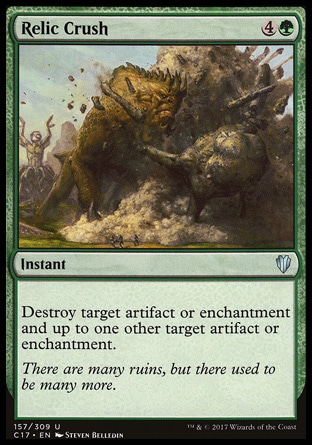 Relic Crush 4
Instant
Destroy target artifact or enchantment
and up to one other target artifact or
enchantment.
There are many ruins, but there used to
be many more.
157/309 U
C17 • EN Steven Belledin
™ & © 2017 Wizards of the Coast